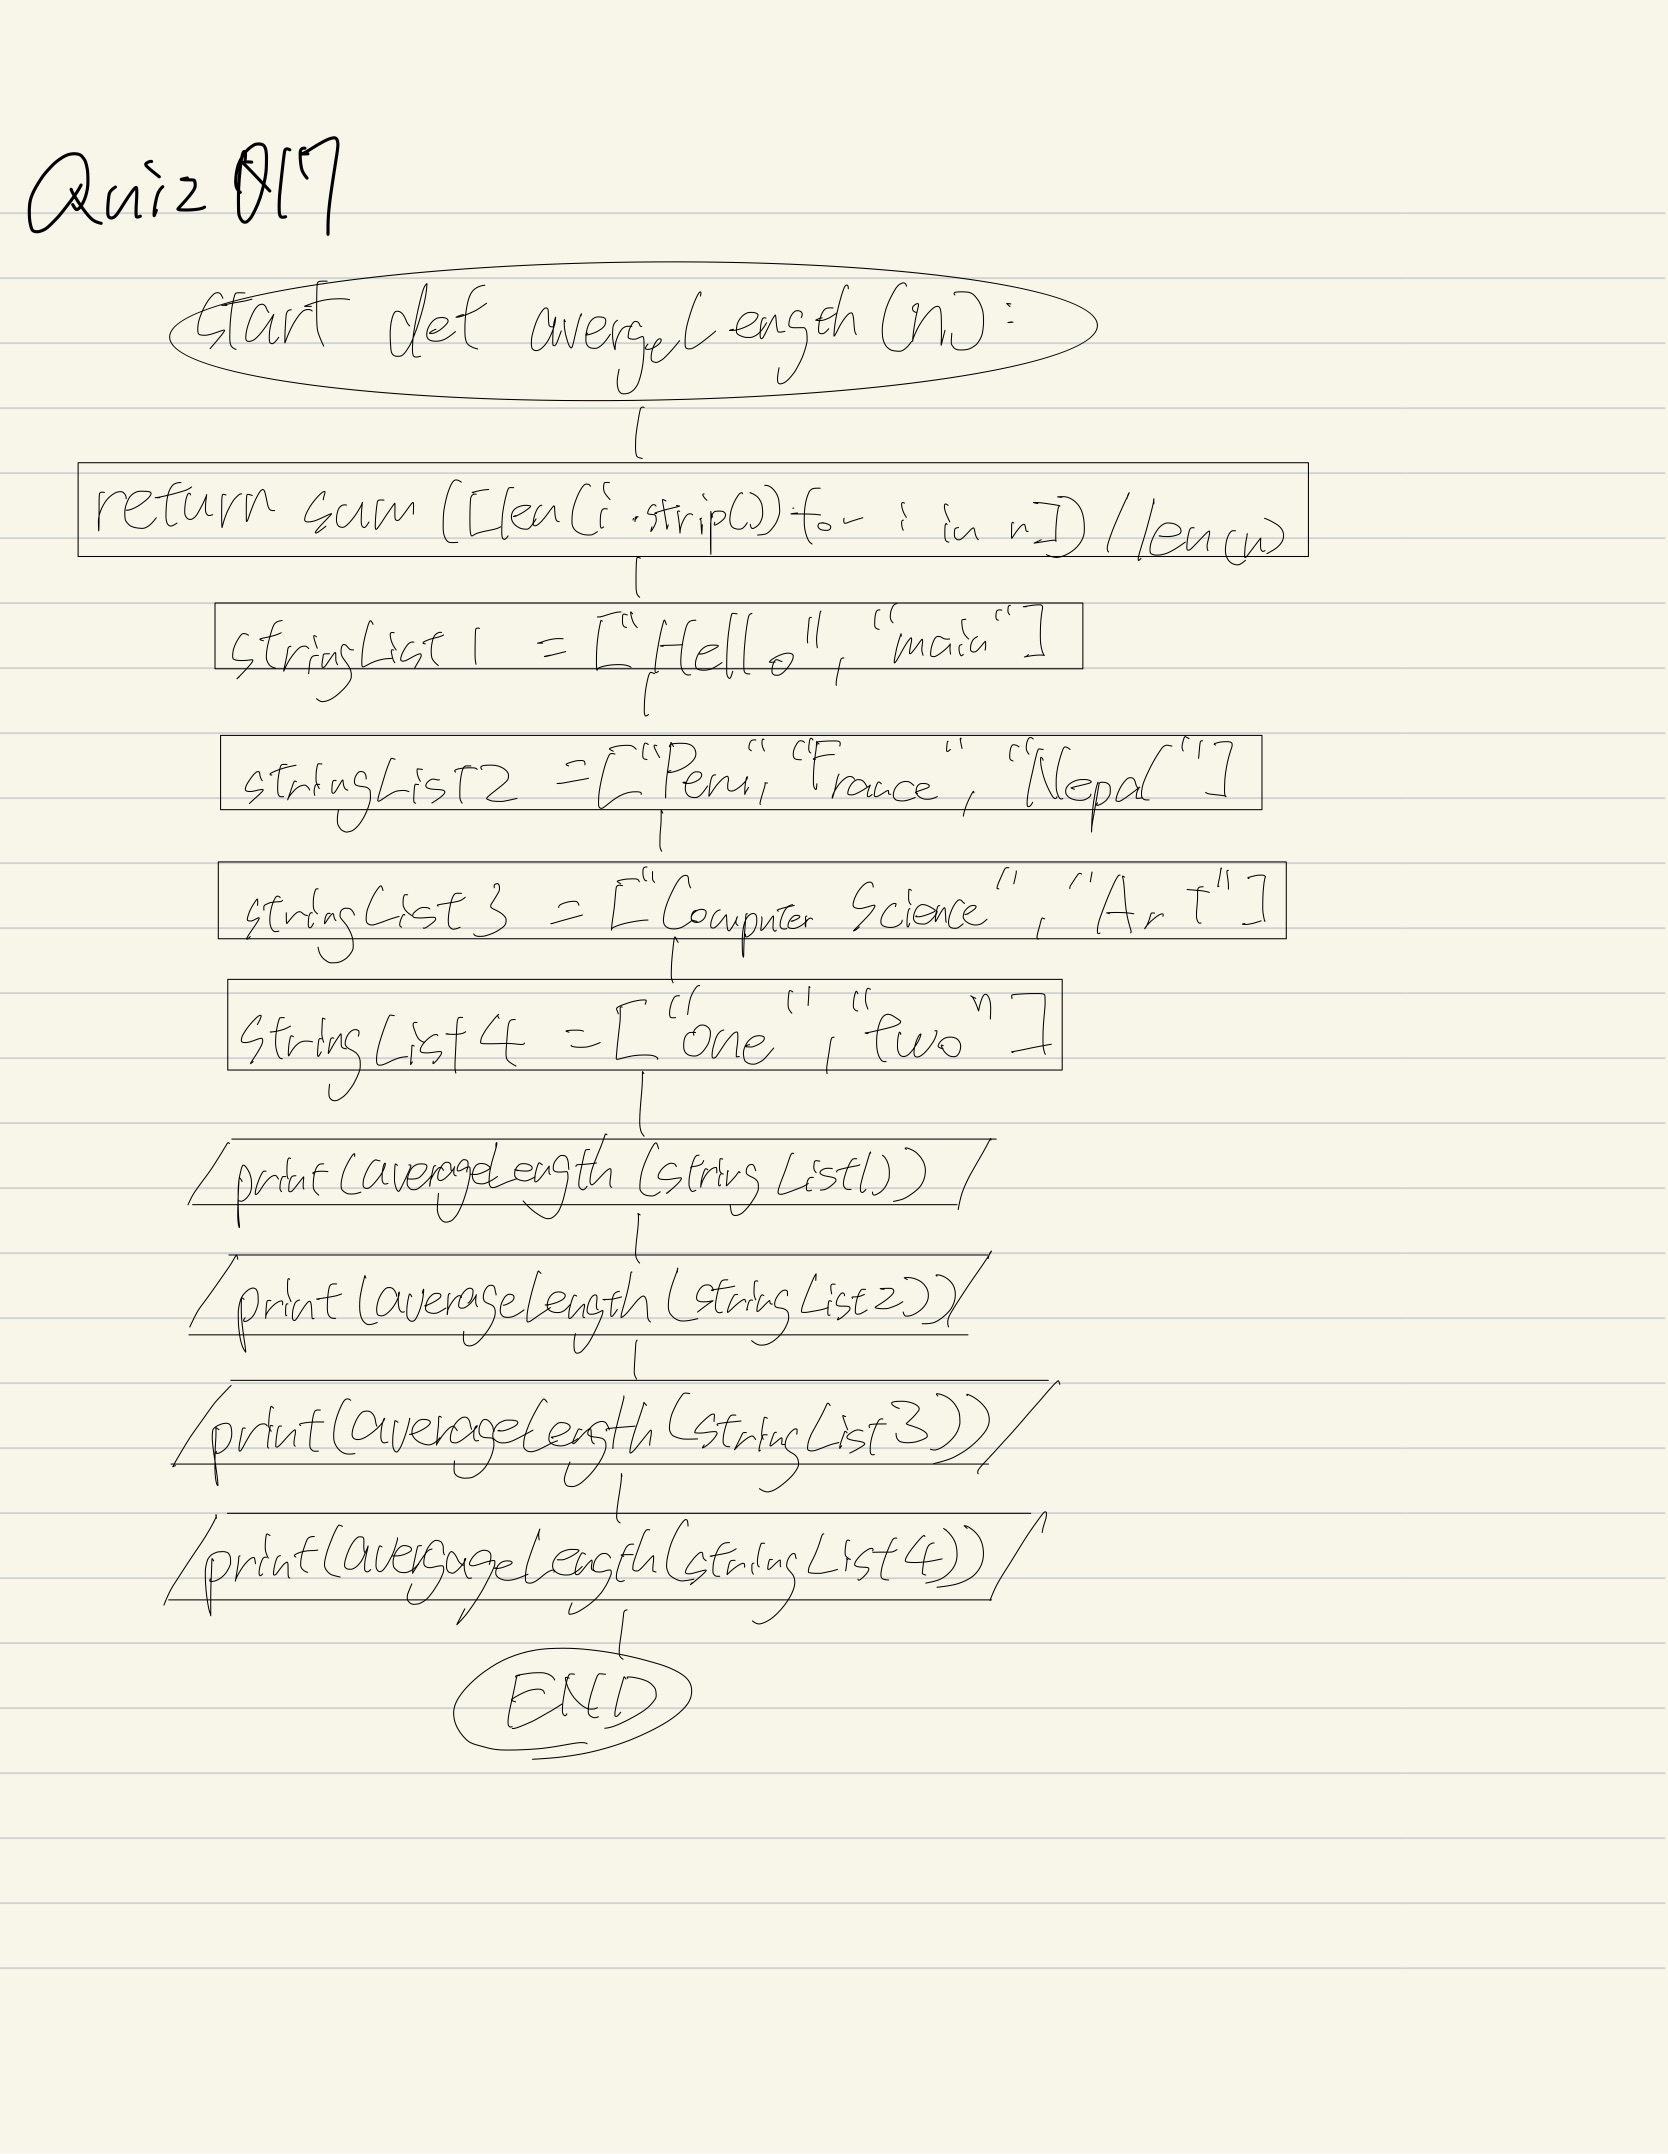 Quiz 017
start def avergeLength(n):
return sum([len(i.strip()) for i in n])/len(n)
stringList1 = ["Hello", "main"]
stringList2 = ["Peru," "France", "Nepal"]
stringList3 = ["Computer Science", "Art"]
stringList4 = ["one", "two"]
print(averageLength(stringList1))
print(averageLength(stringList2))
print(averageLength(stringList3))
print(avergageLength(stringList4))
END